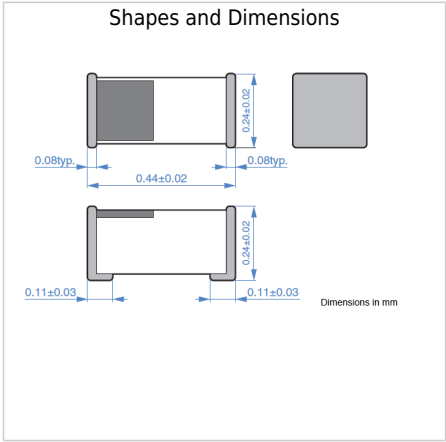 Shapes and Dimensions
0.24±0.02
0.08typ.
0.08typ.
0.44±0.02
0.24±0.02
0.11±0.03
0.11±0.03
Dimensions in mm